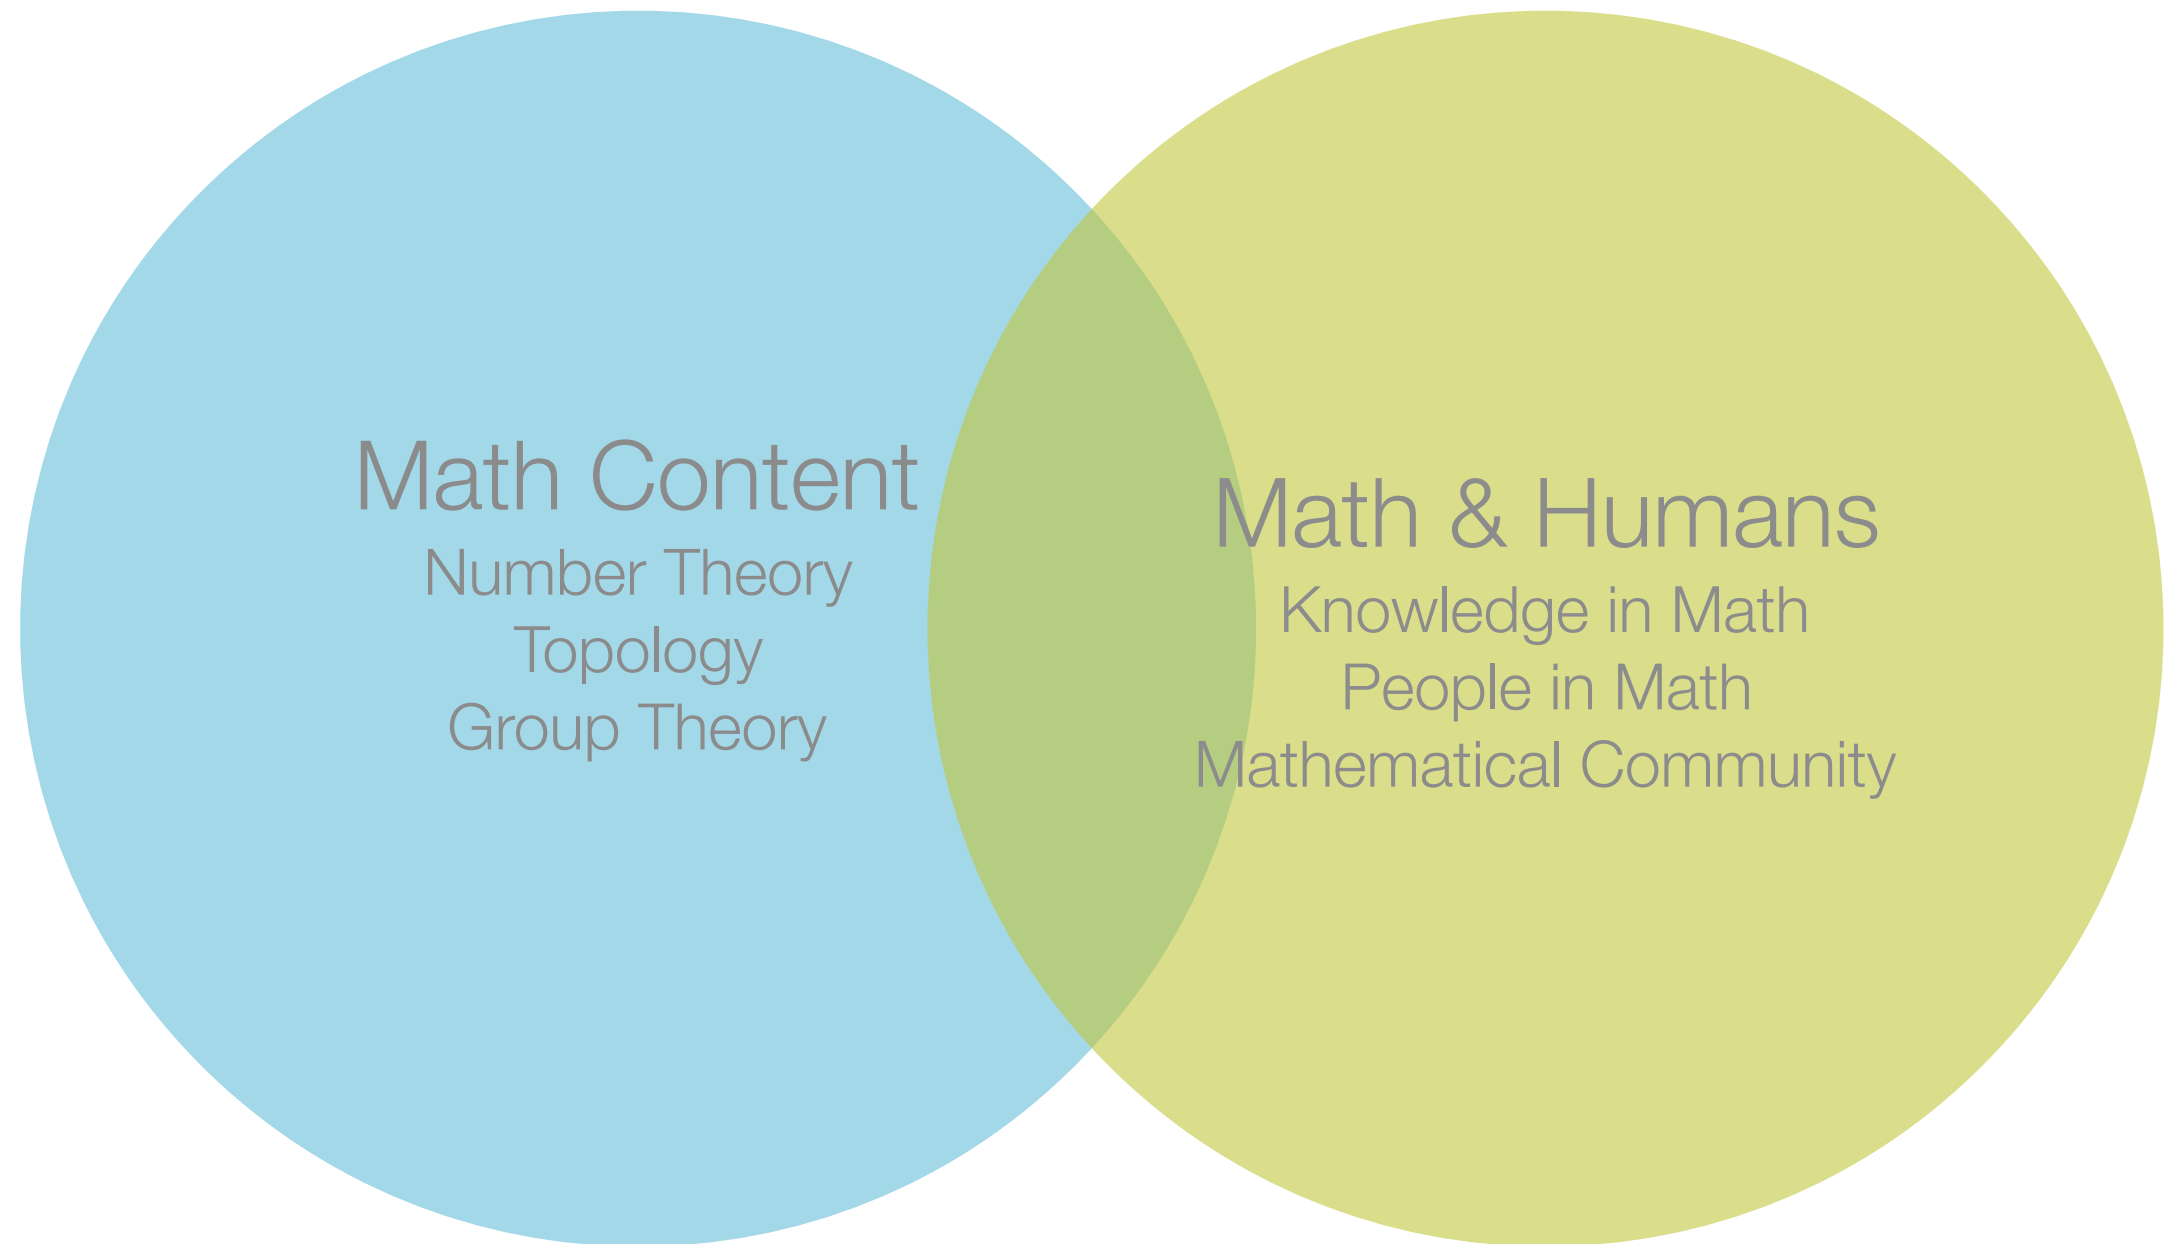 Math Content
Number Theory
Topology
Group Theory
Math & Humans
Knowledge in Math
People in Math
Mathematical Community